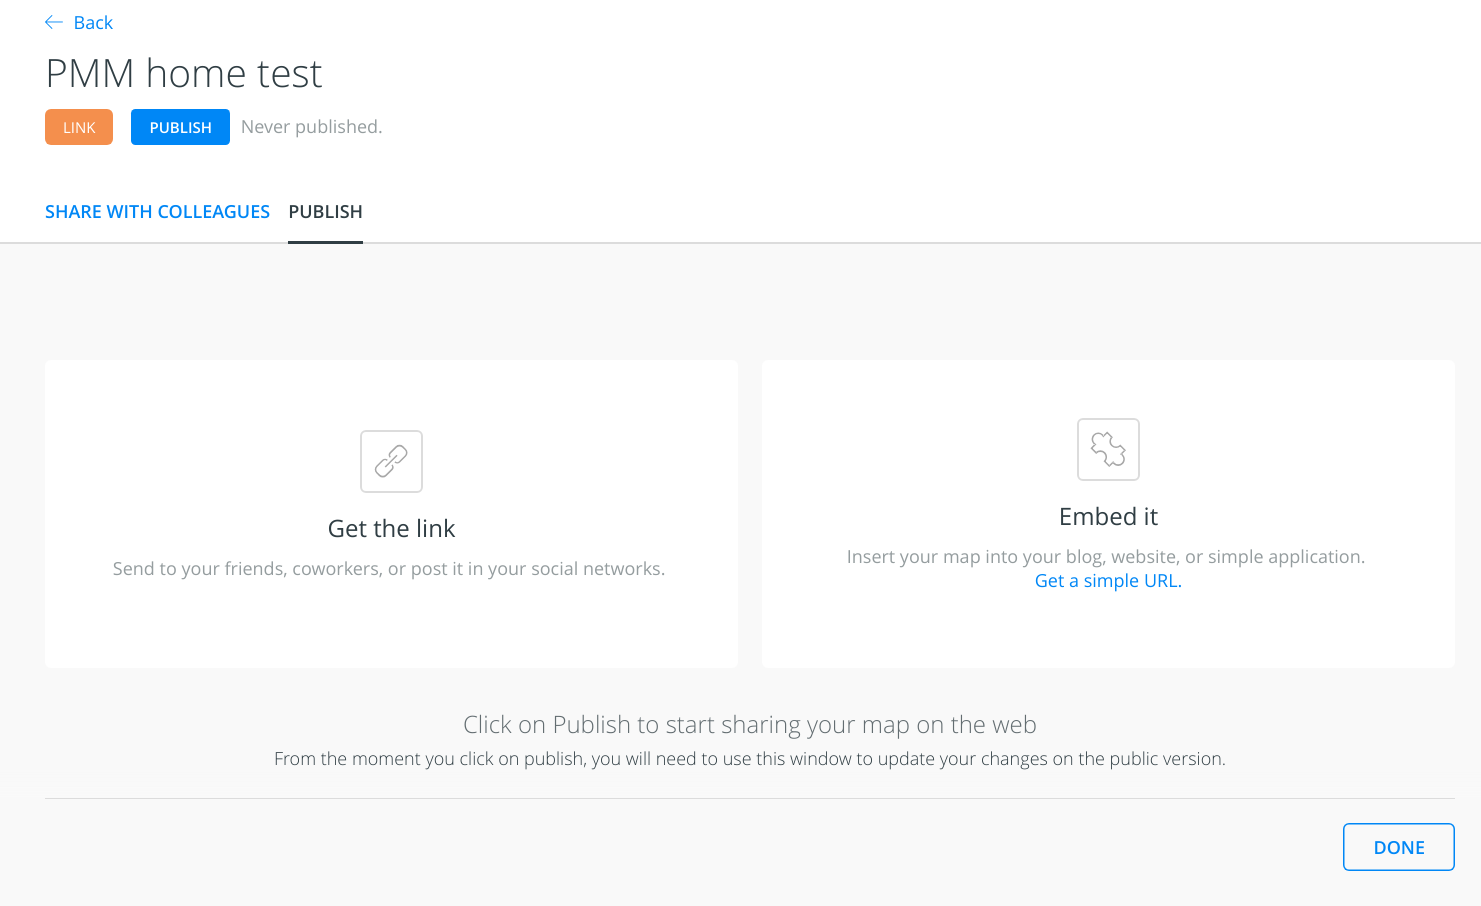 Back
PMM home test
LINK PUBLISH Never published.
SHARE WITH COLLEAGUES PUBLISH
Get the link
Send to your friends, coworkers, or post it in your social networks.
Embed it
Insert your map into your blog, website, or simple application.
Get a simple URL.
Click on Publish to start sharing your map on the web
From the moment you click on publish, you will need to use this window to update your changes on the public version.
DONE